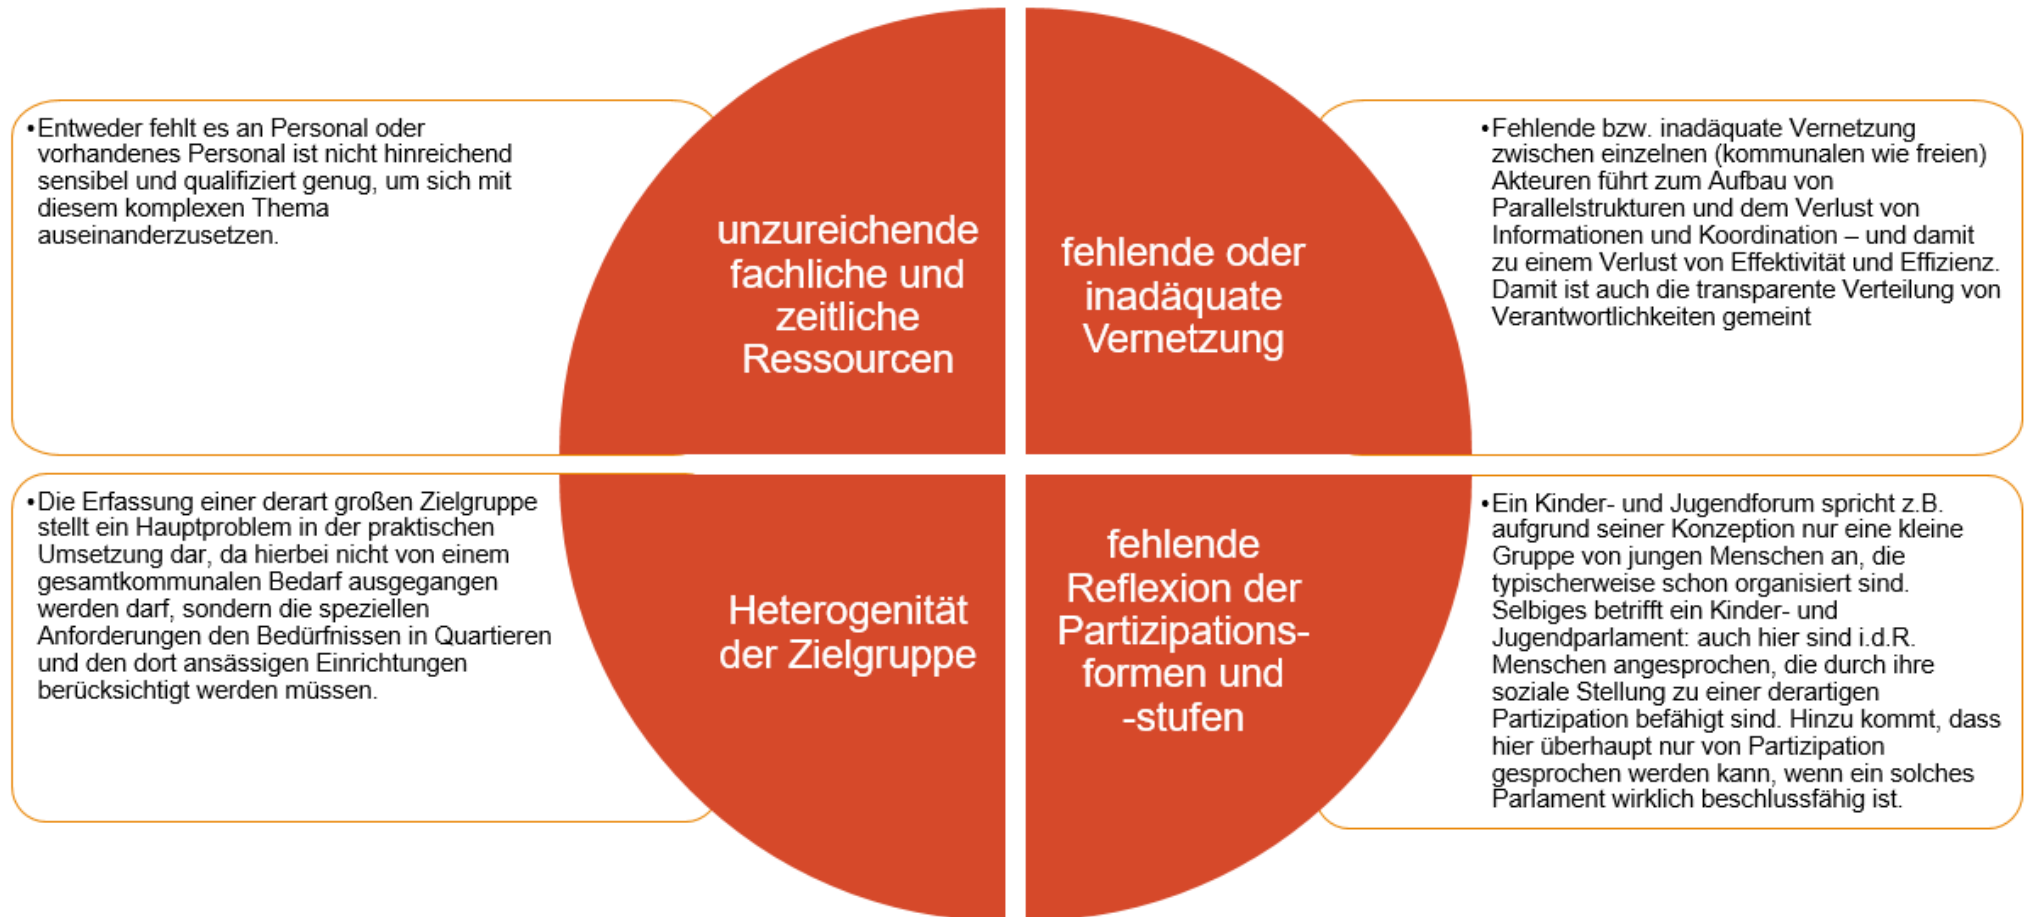 •Entweder fehlt es an Personal oder
vorhandenes Personal ist nicht hinreichend
sensibel und qualifiziert genug, um sich mit
diesem komplexen Thema
auseinanderzusetzen.
unzureichende
fachliche und
zeitliche
Ressourcen
fehlende oder
inadäquate
Vernetzung
•Fehlende bzw. inadäquate Vernetzung
zwischen einzelnen (kommunalen wie freien)
Akteuren führt zum Aufbau von
Parallelstrukturen und dem Verlust von
Informationen und Koordination – und damit
zu einem Verlust von Effektivität und Effizienz.
Damit ist auch die transparente Verteilung von
Verantwortlichkeiten gemeint
•Die Erfassung einer derart großen Zielgruppe
stellt ein Hauptproblem in der praktischen
Umsetzung dar, da hierbei nicht von einem
gesamtkommunalen Bedarf ausgegangen
werden darf, sondern die speziellen
Anforderungen den Bedürfnissen in Quartieren
und den dort ansässigen Einrichtungen
berücksichtigt werden müssen.
Heterogenität
der Zielgruppe
fehlende
Reflexion der
Partizipations-
formen und
-stufen
•Ein Kinder- und Jugendforum spricht z.B.
aufgrund seiner Konzeption nur eine kleine
Gruppe von jungen Menschen an, die
typischerweise schon organisiert sind.
Selbiges betrifft ein Kinder- und
Jugendparlament: auch hier sind i.d.R.
Menschen angesprochen, die durch ihre
soziale Stellung zu einer derartigen
Partizipation befähigt sind. Hinzu kommt, dass
hier überhaupt nur von Partizipation
gesprochen werden kann, wenn ein solches
Parlament wirklich beschlussfähig ist.